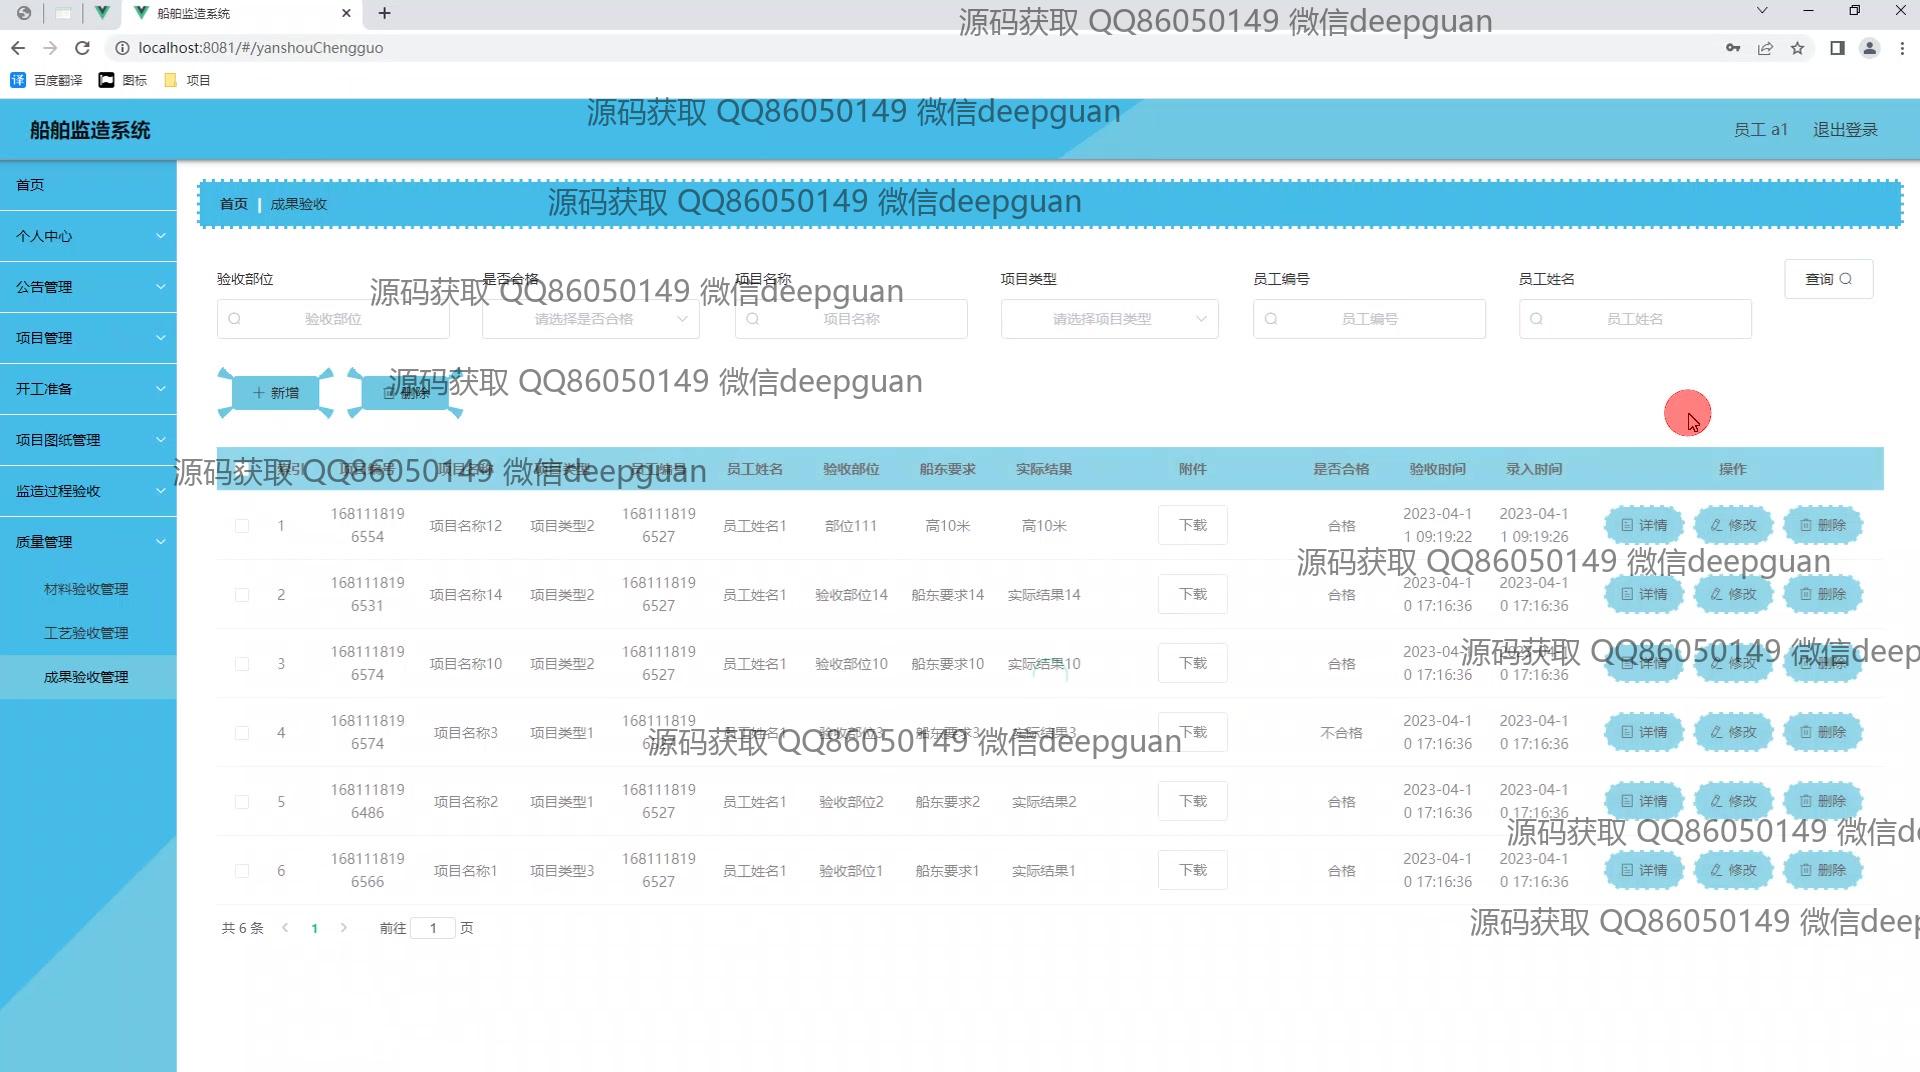 船舶监造系统
localhost:8081/#/yanshouChengguo
百度翻译 图标 项目
源码获取 QQ86050149 微信deepguan
船舶监造系统
源码获取 QQ86050149 微信deepguan
员工 a1 退出登录
首页
个人中心
公告管理
项目管理
开工准备
项目图纸管理
监造过程验收
质量管理
材料验收管理
工艺验收管理
成果验收管理
首页 | 成果验收
源码获取 QQ86050149 微信deepguan
验收部位 是否合格 项目名称 项目类型 员工编号 员工姓名 查询
源码获取 QQ86050149 微信deepguan
验收部位 请选择是否合格 项目名称 请选择项目类型 员工编号 员工姓名
新增 删除
源码获取 QQ86050149 微信deepguan
索引 项目编号 项目名称 项目类型 员工编号 员工姓名 验收部位 船东要求 实际结果 附件 是否合格 验收时间 录入时间 操作
源码获取 QQ86050149 微信deepguan
1 1681118196554 项目名称12 项目类型2 1681118196527 员工姓名1 部位111 高10米 高10米 下载 合格 2023-04-11 09:19:22 2023-04-11 09:19:26 详情 修改 删除
源码获取 QQ86050149 微信deepguan
2 1681118196531 项目名称14 项目类型2 1681118196527 员工姓名1 验收部位14 船东要求14 实际结果14 下载 合格 2023-04-10 17:16:36 2023-04-10 17:16:36 详情 修改 删除
3 1681118196574 项目名称10 项目类型2 1681118196527 员工姓名1 验收部位10 船东要求10 实际结果10 下载 合格 2023-04-10 17:16:36 2023-04-10 17:16:36 详情 修改 删除
源码获取 QQ86050149 微信deep
4 1681118196574 项目名称3 项目类型1 1681118196527 员工姓名1 验收部位3 船东要求3 实际结果3 下载 不合格 2023-04-10 17:16:36 2023-04-10 17:16:36 详情 修改 删除
源码获取 QQ86050149 微信deepguan
5 1681118196486 项目名称2 项目类型1 1681118196527 员工姓名1 验收部位2 船东要求2 实际结果2 下载 合格 2023-04-10 17:16:36 2023-04-10 17:16:36 详情 修改 删除
源码获取 QQ86050149 微信d
6 1681118196566 项目名称1 项目类型3 1681118196527 员工姓名1 验收部位1 船东要求1 实际结果1 下载 合格 2023-04-10 17:16:36 2023-04-10 17:16:36 详情 修改 删除
源码获取 QQ86050149 微信deep
共 6 条 1 前往 1 页